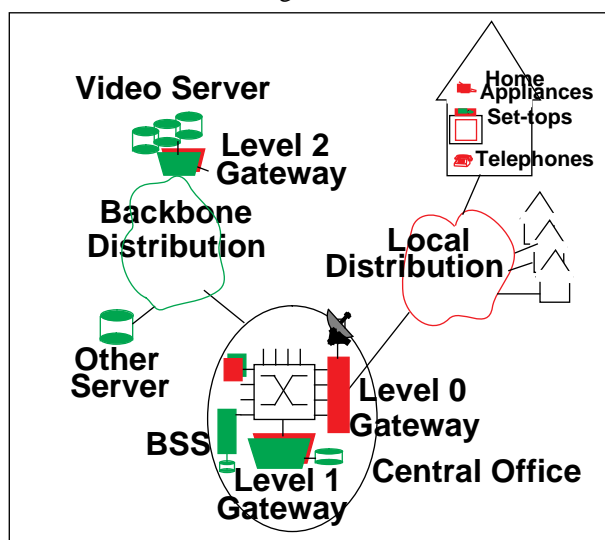 Video Server
Level 2
Gateway
Backbone
Distribution
Other
Server
Home
Appliances
Set-tops
Telephones
Local
Distribution
BSS
Level 0
Gateway
Level 1
Gateway
Central Office